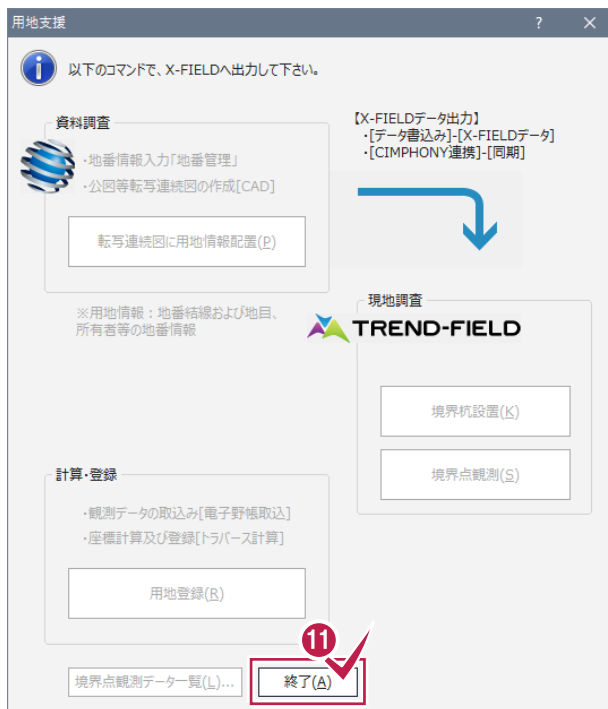 用地支援
?
×
以下のコマンドで、X-FIELDへ出力して下さい。
資料調査
・地番情報入力「地番管理」
・公図等転写連続図の作成[CAD]
転写連続図に用地情報配置(P)
※用地情報：地番結線および地目、
所有者等の地番情報
【X-FIELDデータ出力】
・[データ書込み]-[X-FIELDデータ]
・[CIMPHONY連携]-[同期]
現地調査
TREND-FIELD
境界杭設置(K)
境界点観測(S)
計算・登録
・観測データの取込み[電子野帳取込]
・座標計算及び登録[トラバース計算]
用地登録(R)
11
境界点観測データ一覧(L)...
終了(A)